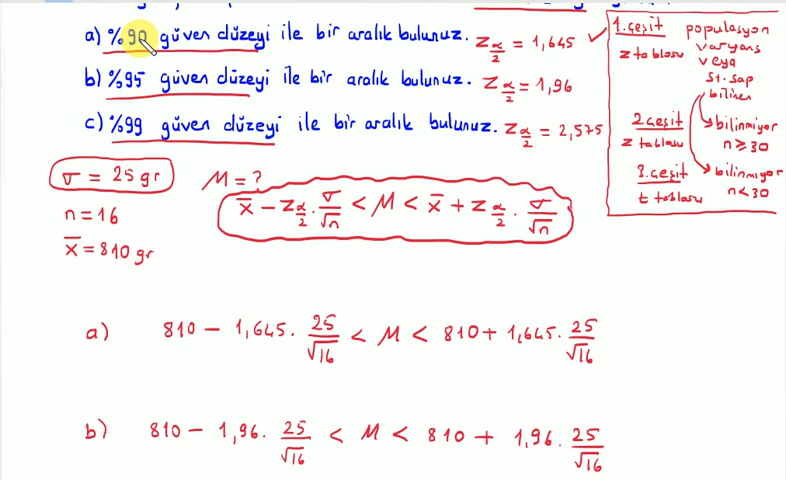 a) %90 güven düzeyi ile bir aralık bulunuz. z α/2 = 1,645 ✓
b) %95 güven düzeyi ile bir aralık bulunuz. z α/2 = 1,96
c) %99 güven düzeyi ile bir aralık bulunuz. z α/2 = 2,575
1.çeşit populasyon
z tablosu varyans
veya
st.sap
bilinen
2.çeşit bilinmiyor
z tablosu n ≥ 30
3.çeşit bilinmiyor
t tablosu n < 30
σ = 25 gr M = ?
n = 16
x̄ = 810 gr
x̄ − z α/2 · σ/√n < M < x̄ + z α/2 · σ/√n
a) 810 − 1,645 · 25/√16 < M < 810 + 1,645 · 25/√16
b) 810 − 1,96 · 25/√16 < M < 810 + 1,96 · 25/√16